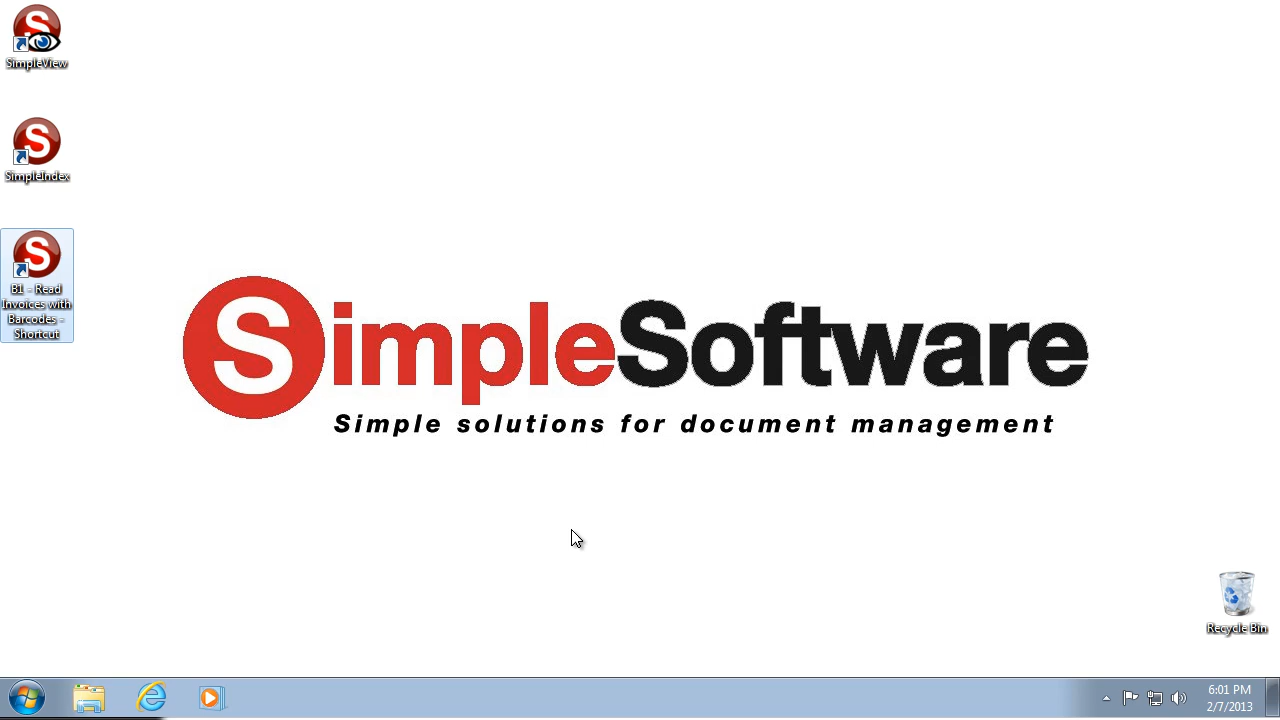 SimpleView
SimpleIndex
B1 - Read
Invoices with
Barcodes -
Shortcut
SimpleSoftware
Simple solutions for document management
Recycle Bin
6:01 PM
2/7/2013